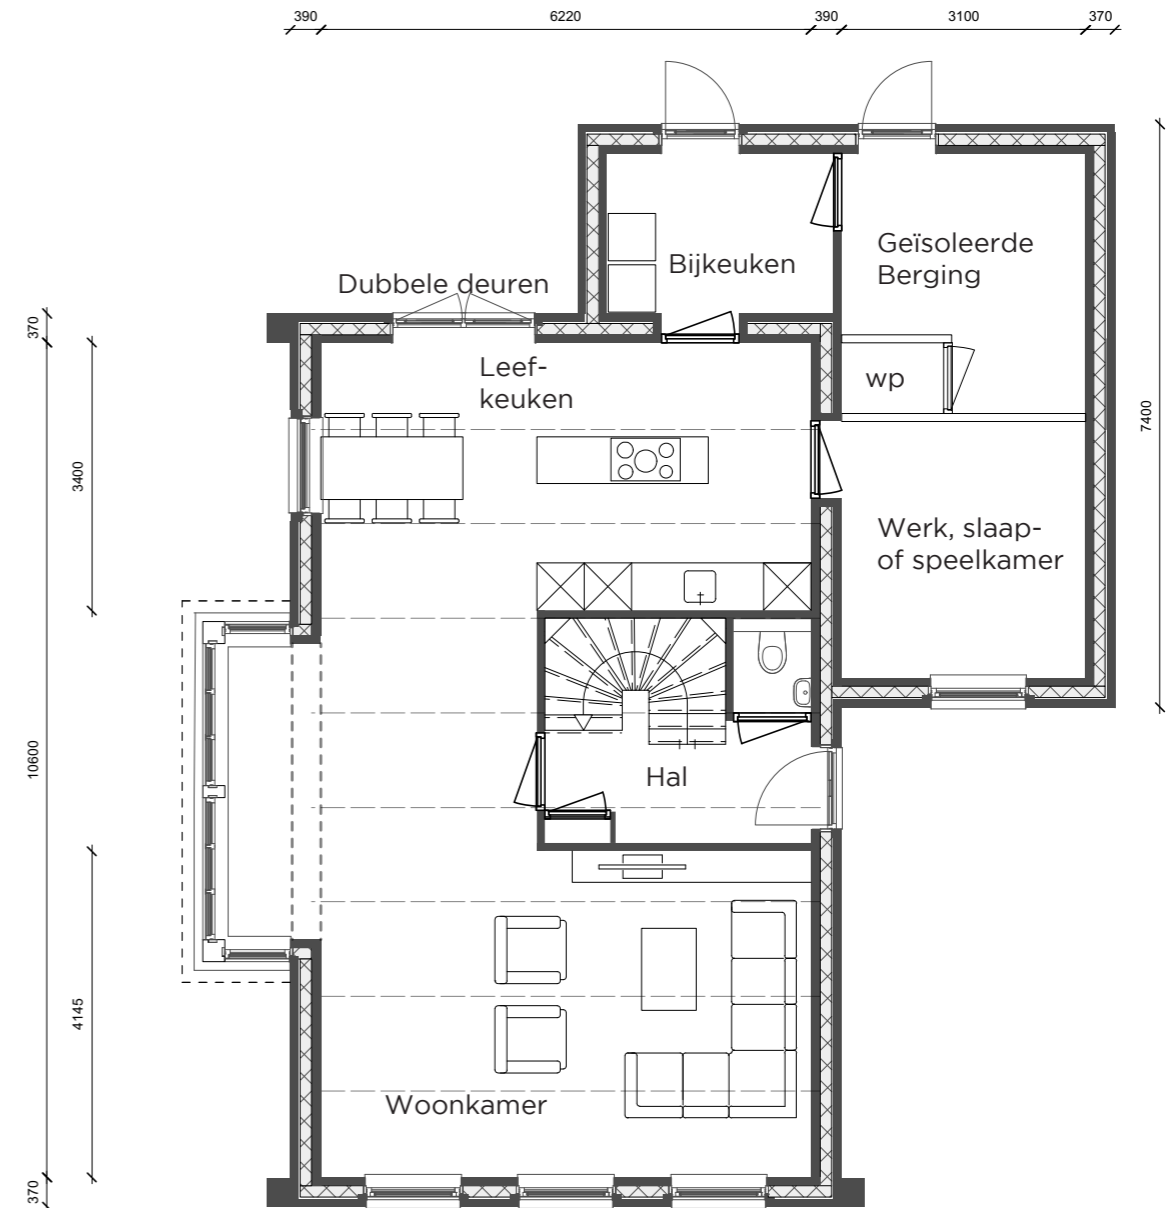 390
6220
390
3100
370
Geïsoleerde
Berging
Bijkeuken
Dubbele deuren
370
Leef-
keuken
wp
7400
3400
Werk, slaap-
of speelkamer
10600
Hal
4145
Woonkamer
370